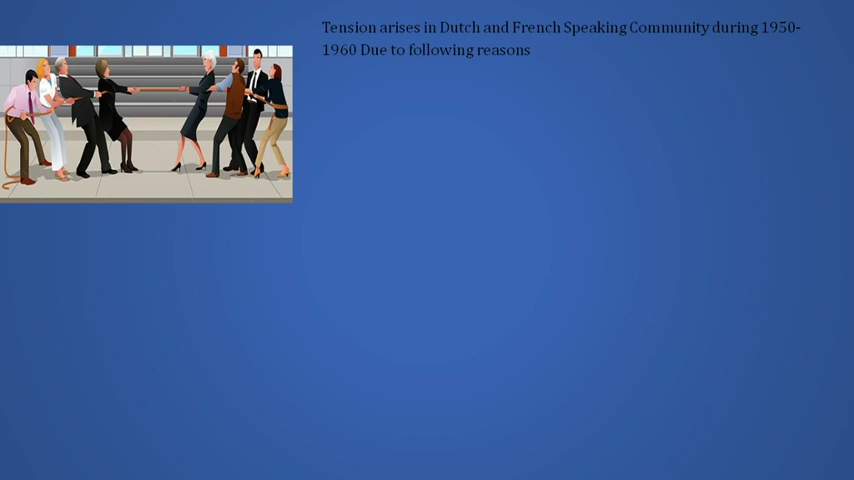 Tension arises in Dutch and French Speaking Community during 1950-
1960 Due to following reasons